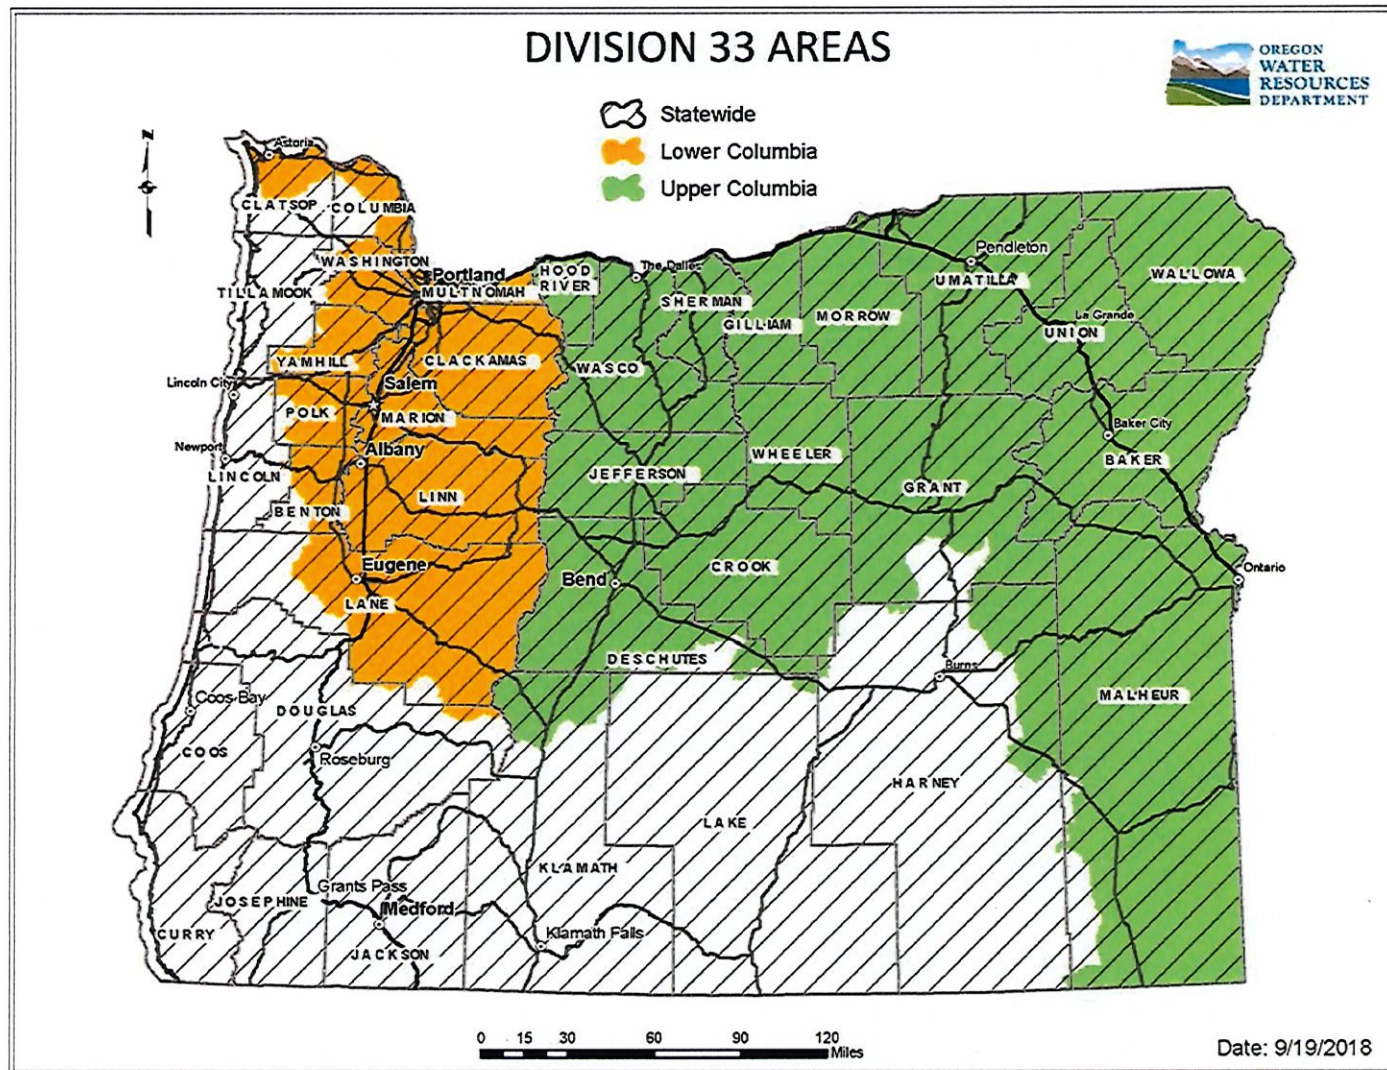 DIVISION 33 AREAS
OREGON
WATER
RESOURCES
DEPARTMENT
Statewide
Lower Columbia
Upper Columbia
N
Astoria
CLATSOP
COLUMBIA
WASHINGTON
Portland
MULTNOMAH
HOOD
RIVER
The Dalles
Pendleton
UMATILLA
WALLOWA
TILLAMOOK
SHERMAN
GILLIAM
MORROW
La Grande
UNION
YAMHILL
CLACKAMAS
WASCO
Lincoln City
Salem
POLK
MARION
Baker City
Newport
Albany
WHEELER
BAKER
LINCOLN
LINN
JEFFERSON
GRANT
BENTON
Eugene
Bend
CROOK
Ontario
LANE
DESCHUTES
Burns
MALHEUR
Coos Bay
DOUGLAS
COOS
Roseburg
HARNEY
LAKE
KLAMATH
Grants Pass
JOSEPHINE
Medford
CURRY
Klamath Falls
JACKSON
0 15 30 60 90 120
Miles
Date: 9/19/2018